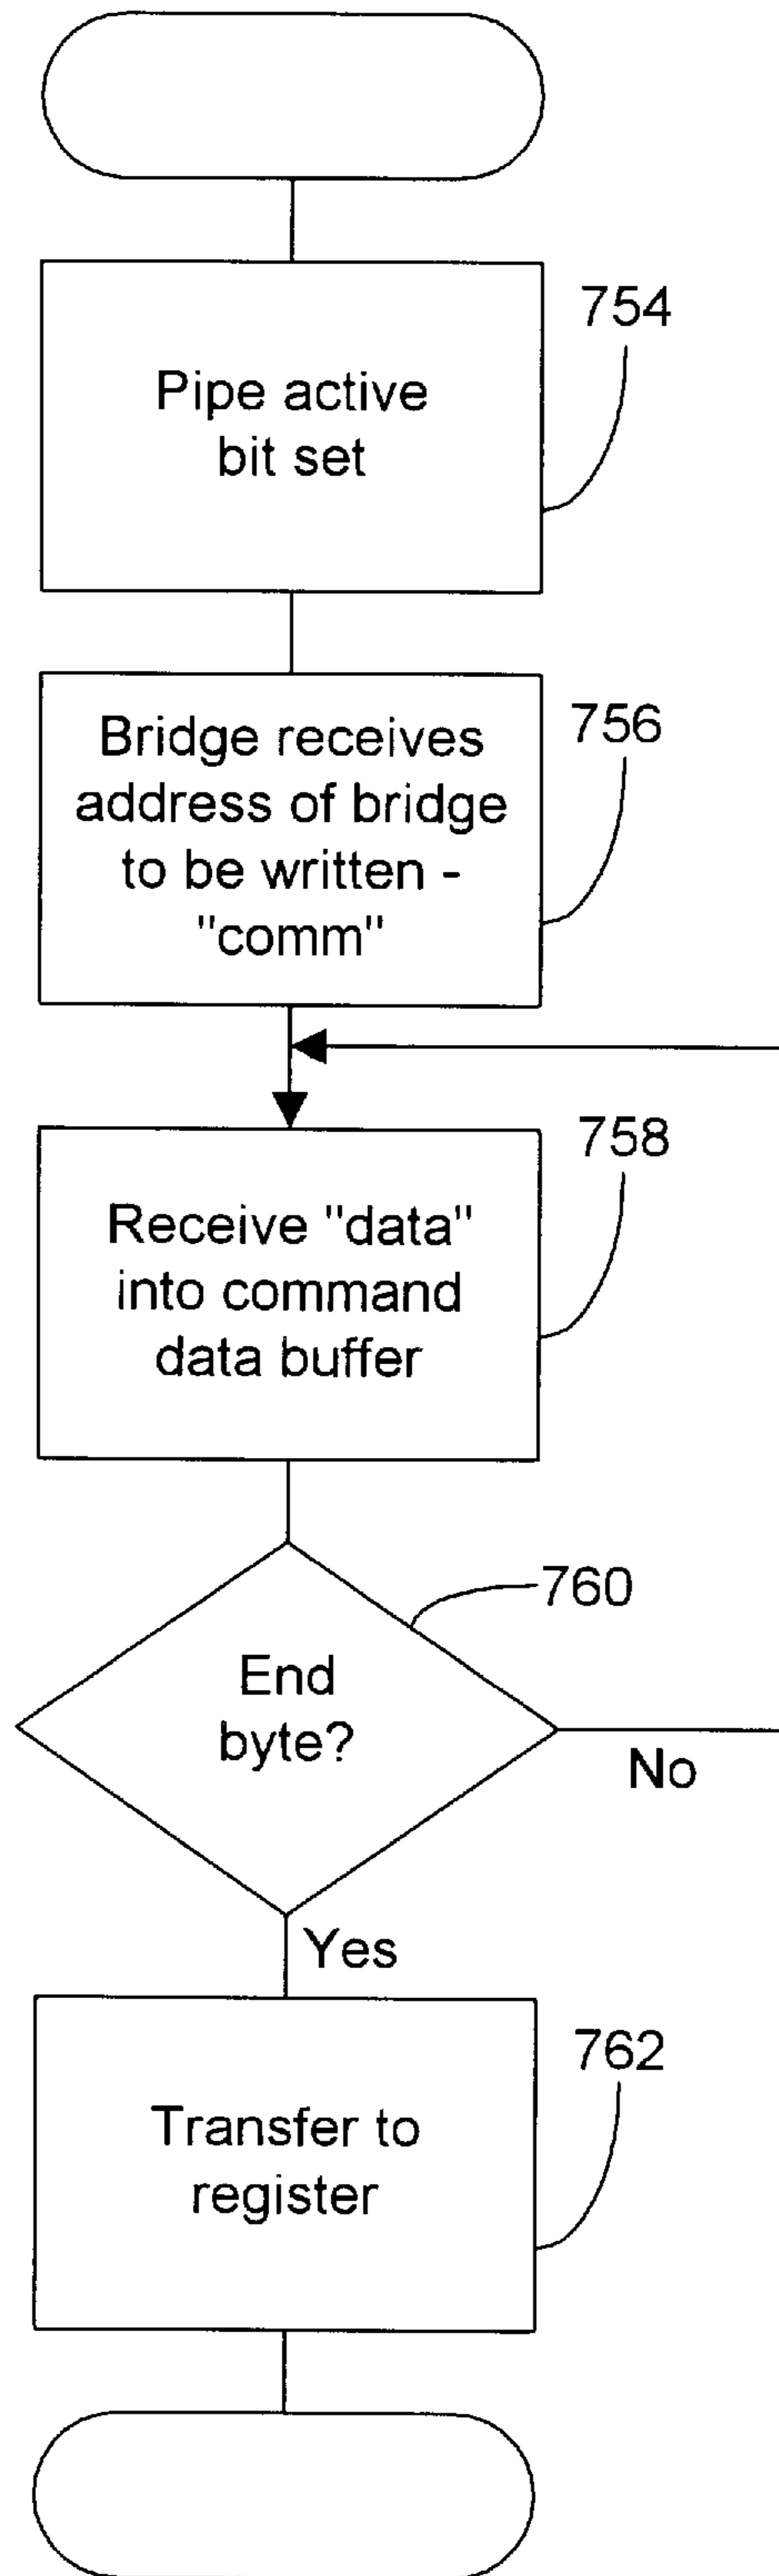 754
Pipe active
bit set
756
Bridge receives
address of bridge
to be written -
"comm"
758
Receive "data"
into command
data buffer
760
End
byte?
No
Yes
762
Transfer to
register